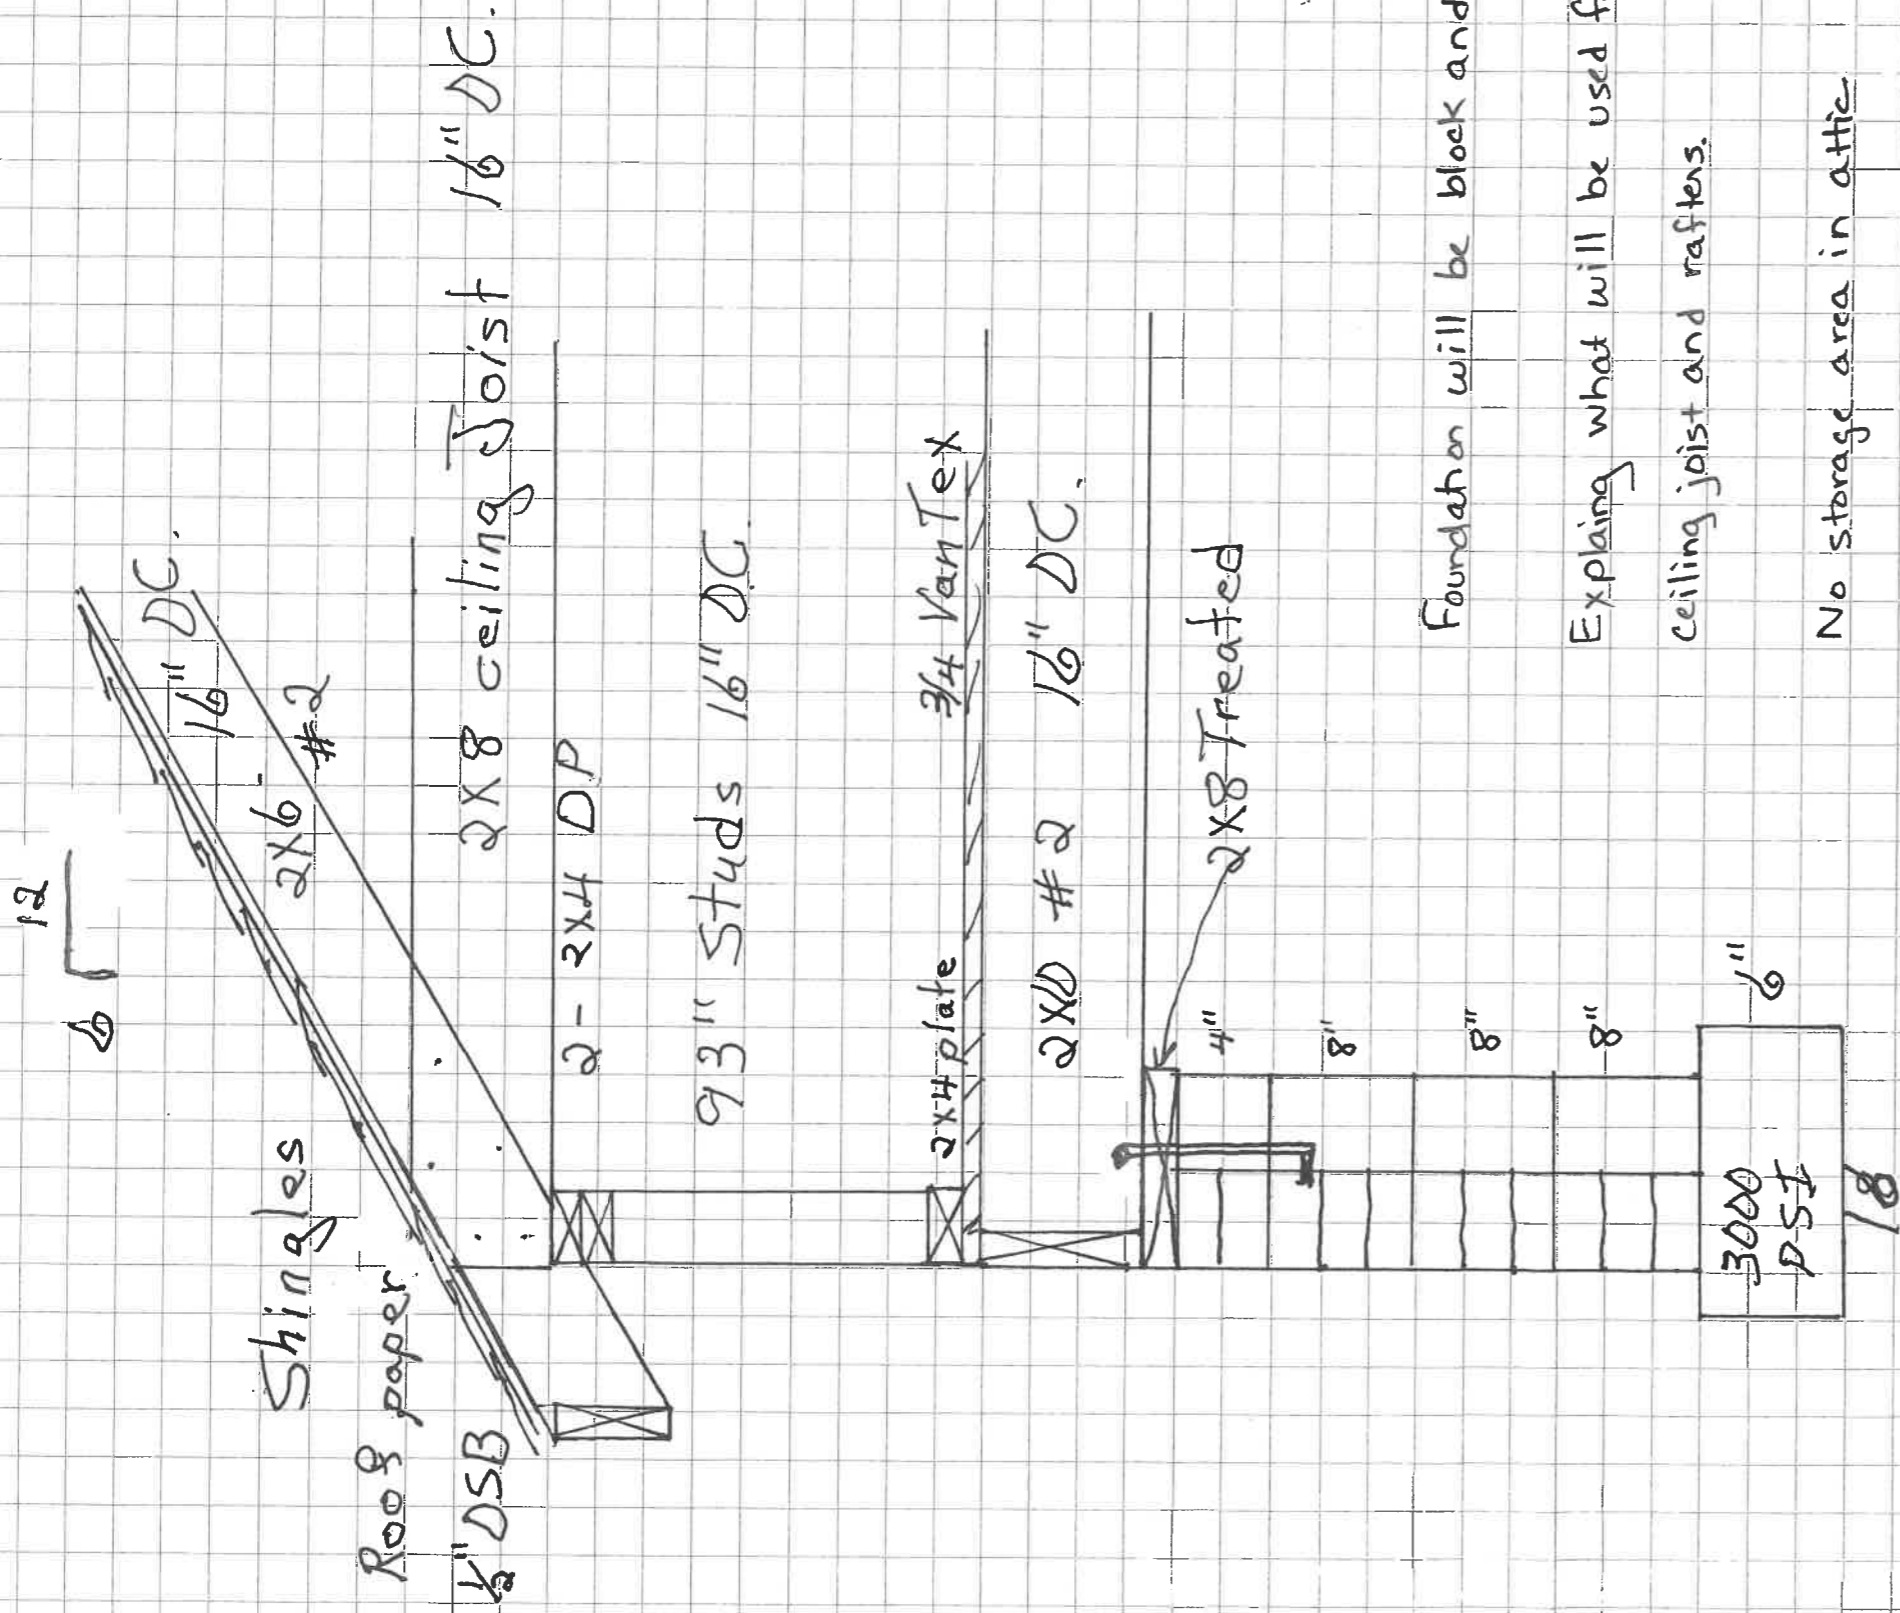 12
6
16" OC.
2x6 #2
Shingles
Roof paper
1/2" OSB
2x8 ceiling Joist 16" OC.
2- 2x4 DP
93" Studs 16" OC.
3/4 VanTex
2x4 plate
2x10 #2 16" OC.
2x8 Treated
4"
8"
8"
8"
6"
3000
PSI
18
Foundation will be block and
Explaing what will be used f
ceiling joist and rafters.
No storage area in attic